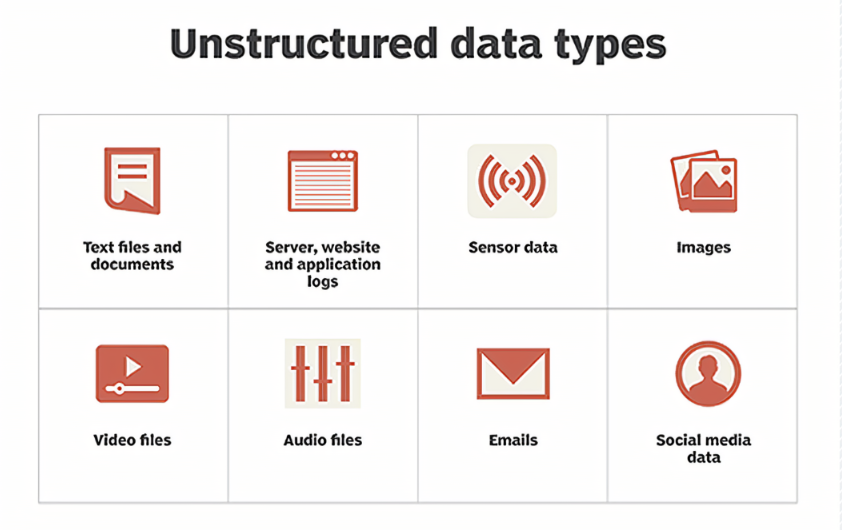 Unstructured data types
Text files and
documents
Server, website
and application
logs
Sensor data
Images
Video files
Audio files
Emails
Social media
data